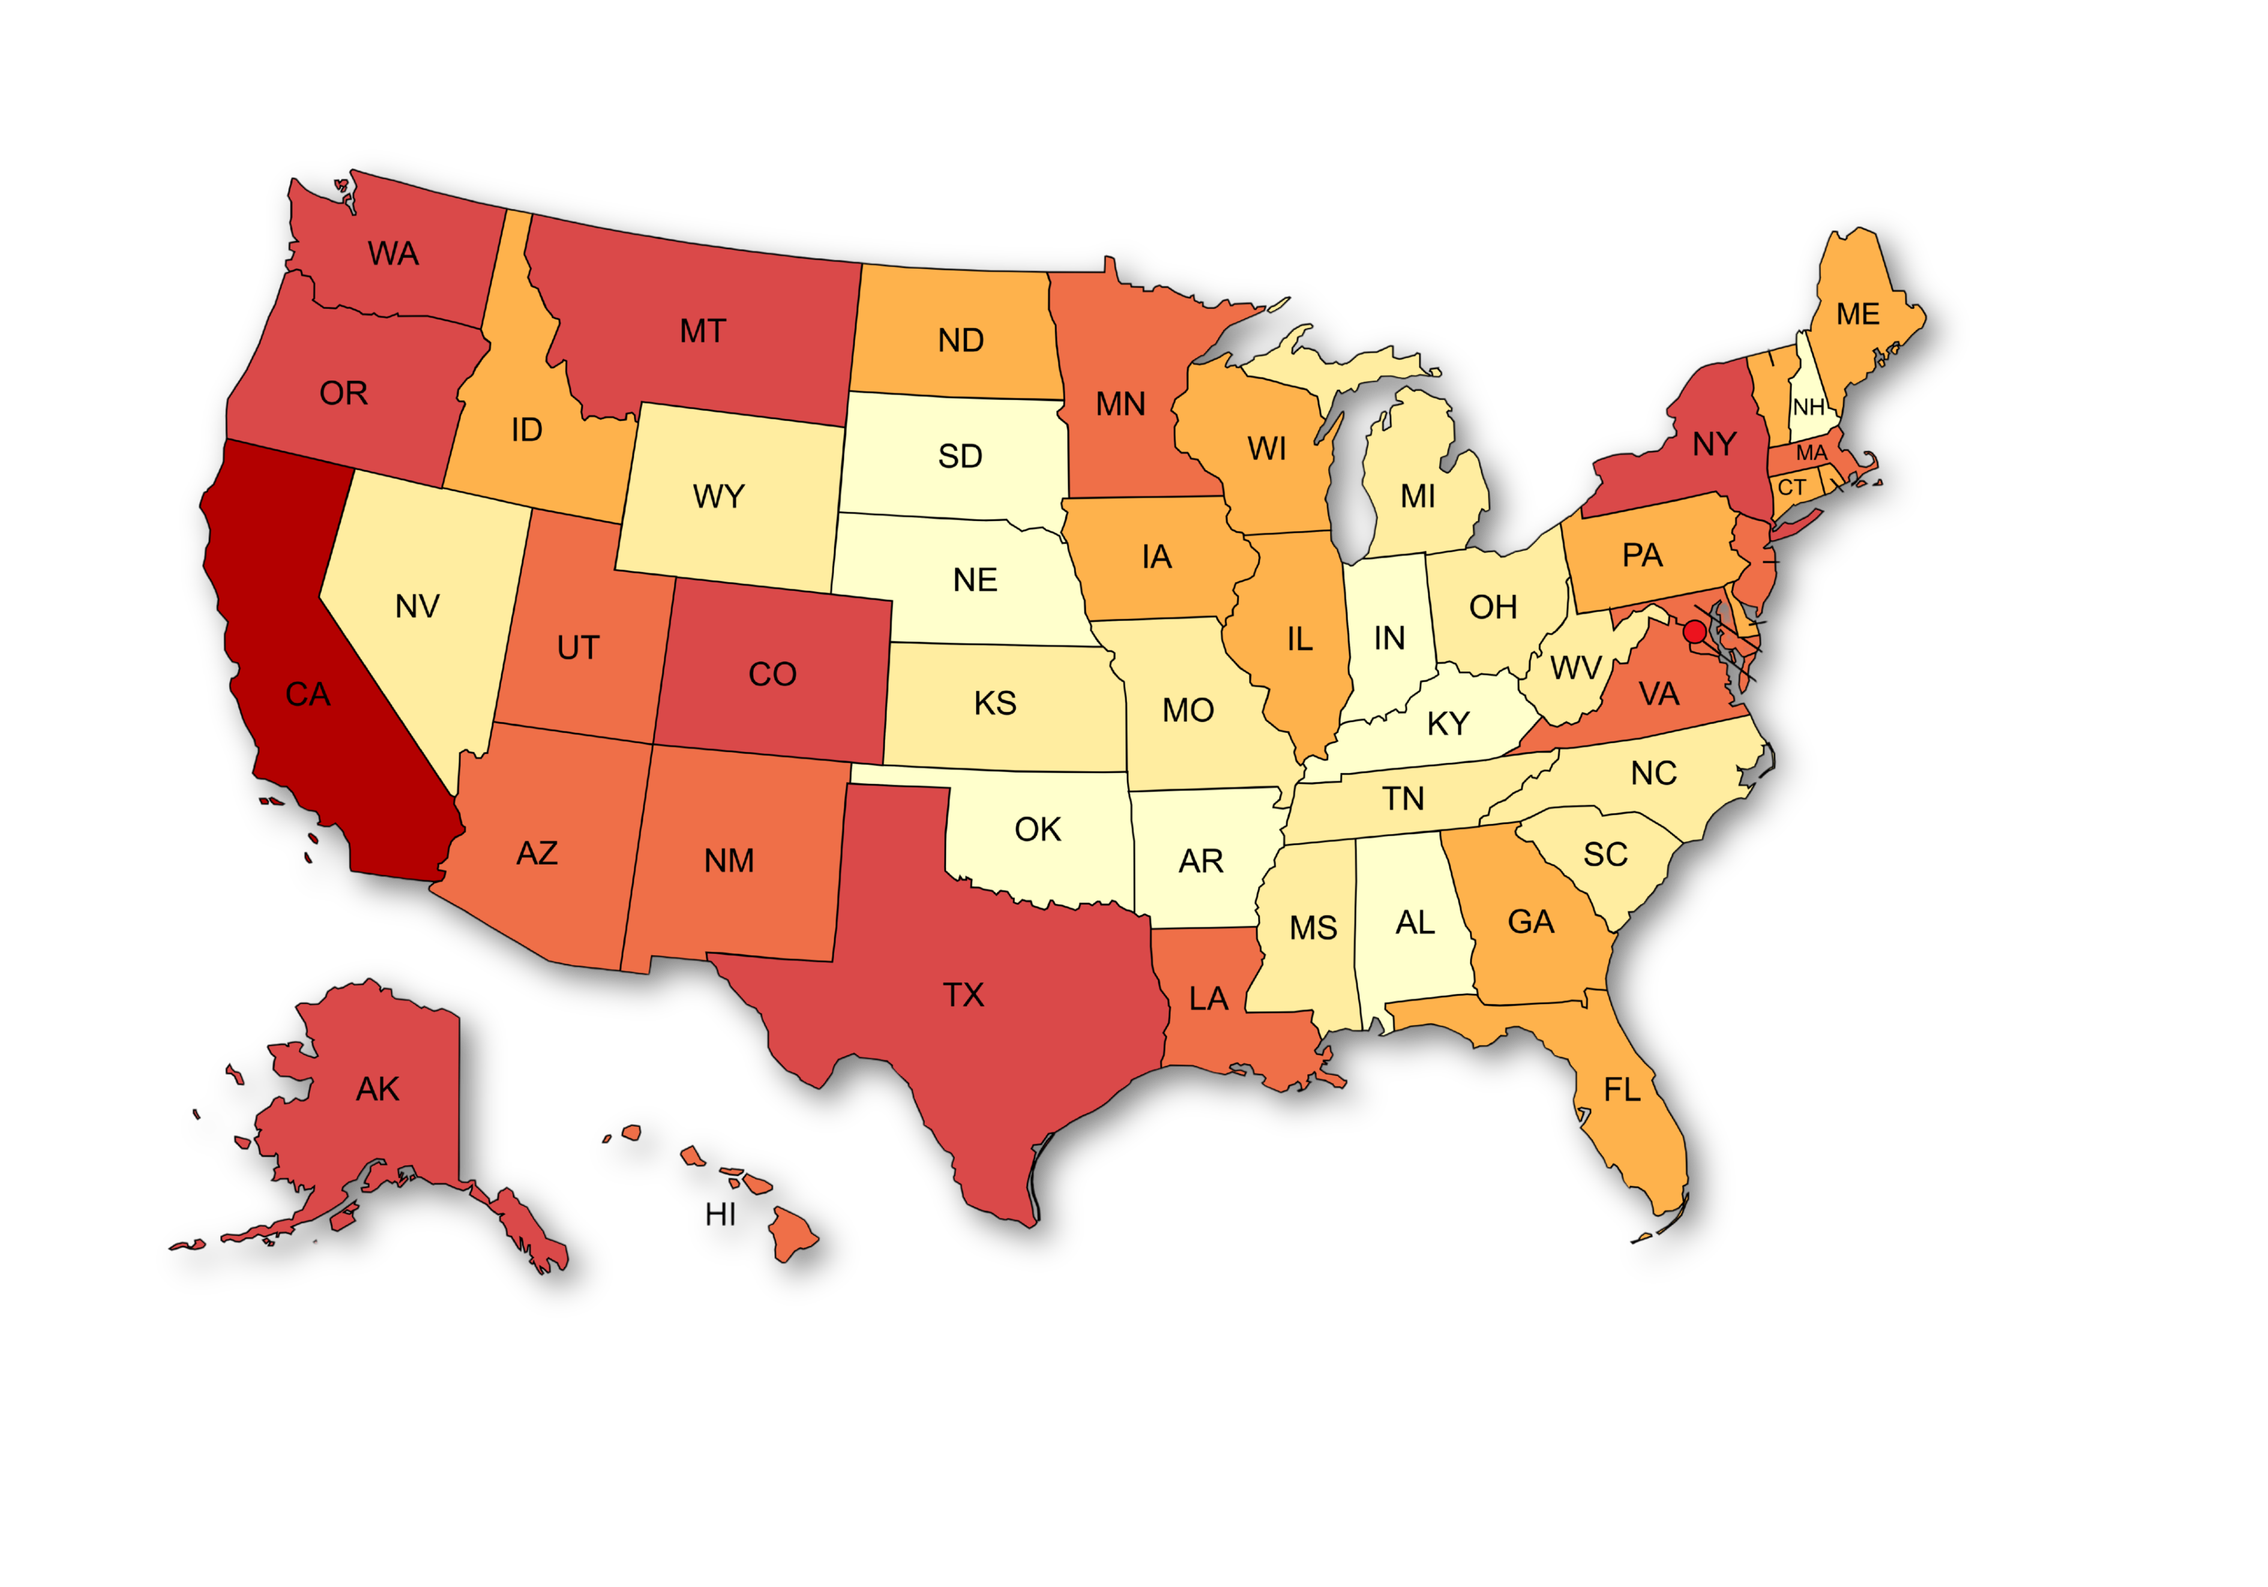 WA
MT
ND
ME
OR
MN
NH
ID
WI
NY
MA
SD
CT
WY
MI
IA
PA
NE
NV
OH
UT
IL
IN
WV
CO
CA
VA
KS
MO
KY
NC
TN
OK
SC
AZ
NM
AR
MS
AL
GA
TX
LA
AK
FL
HI